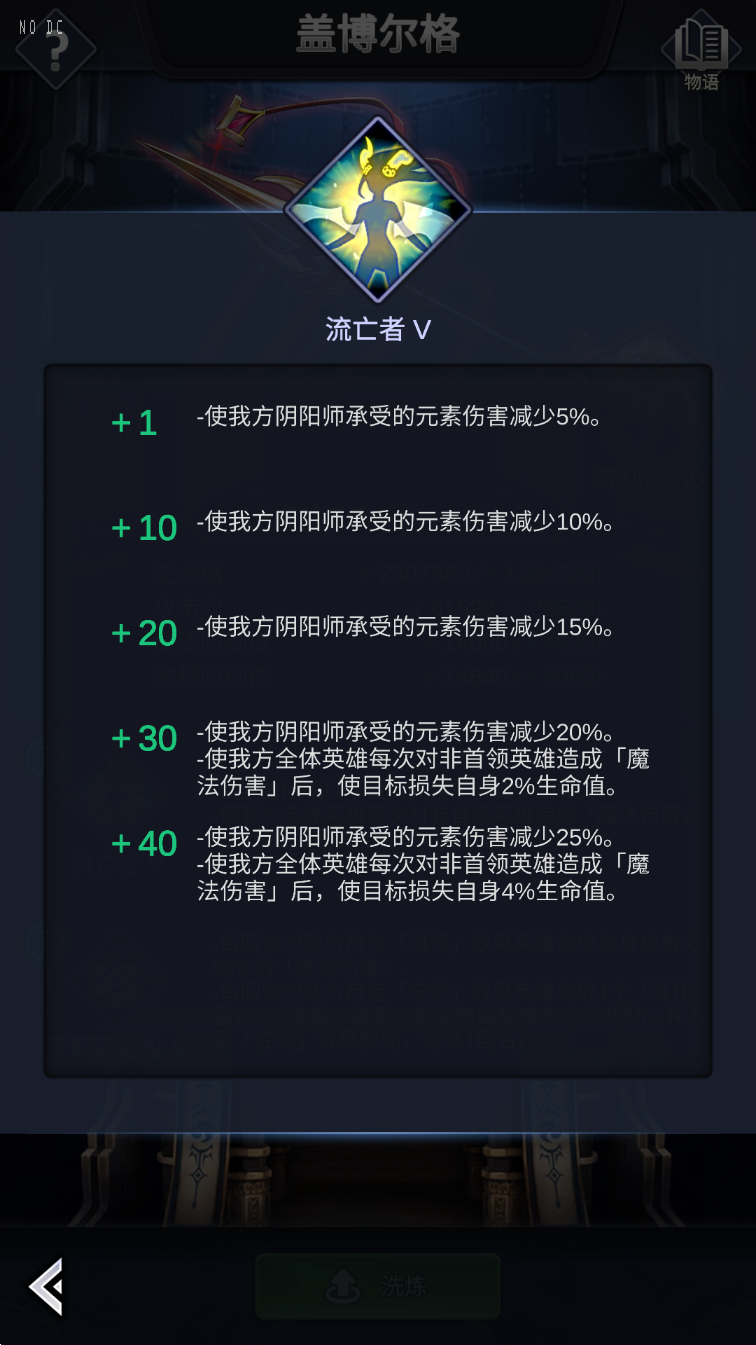 NO DC
盖博尔格
物语
流亡者 V
+1
-使我方阴阳师承受的元素伤害减少5%。
+10
-使我方阴阳师承受的元素伤害减少10%。
+20
-使我方阴阳师承受的元素伤害减少15%。
+30
-使我方阴阳师承受的元素伤害减少20%。
-使我方全体英雄每次对非首领英雄造成「魔
法伤害」后，使目标损失自身2%生命值。
+40
-使我方阴阳师承受的元素伤害减少25%。
-使我方全体英雄每次对非首领英雄造成「魔
法伤害」后，使目标损失自身4%生命值。
洗炼